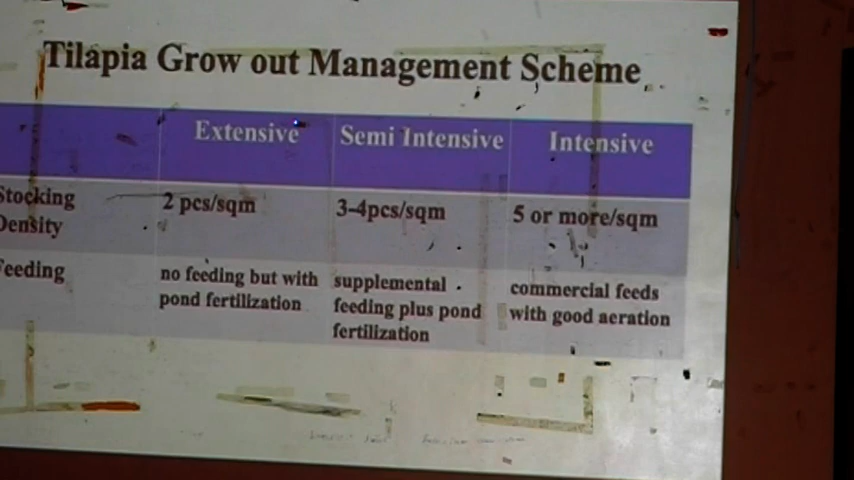 Tilapia Grow out Management Scheme
Extensive Semi Intensive Intensive
Stocking Density 2 pcs/sqm 3-4pcs/sqm 5 or more/sqm
Feeding no feeding but with pond fertilization supplemental feeding plus pond fertilization commercial feeds with good aeration